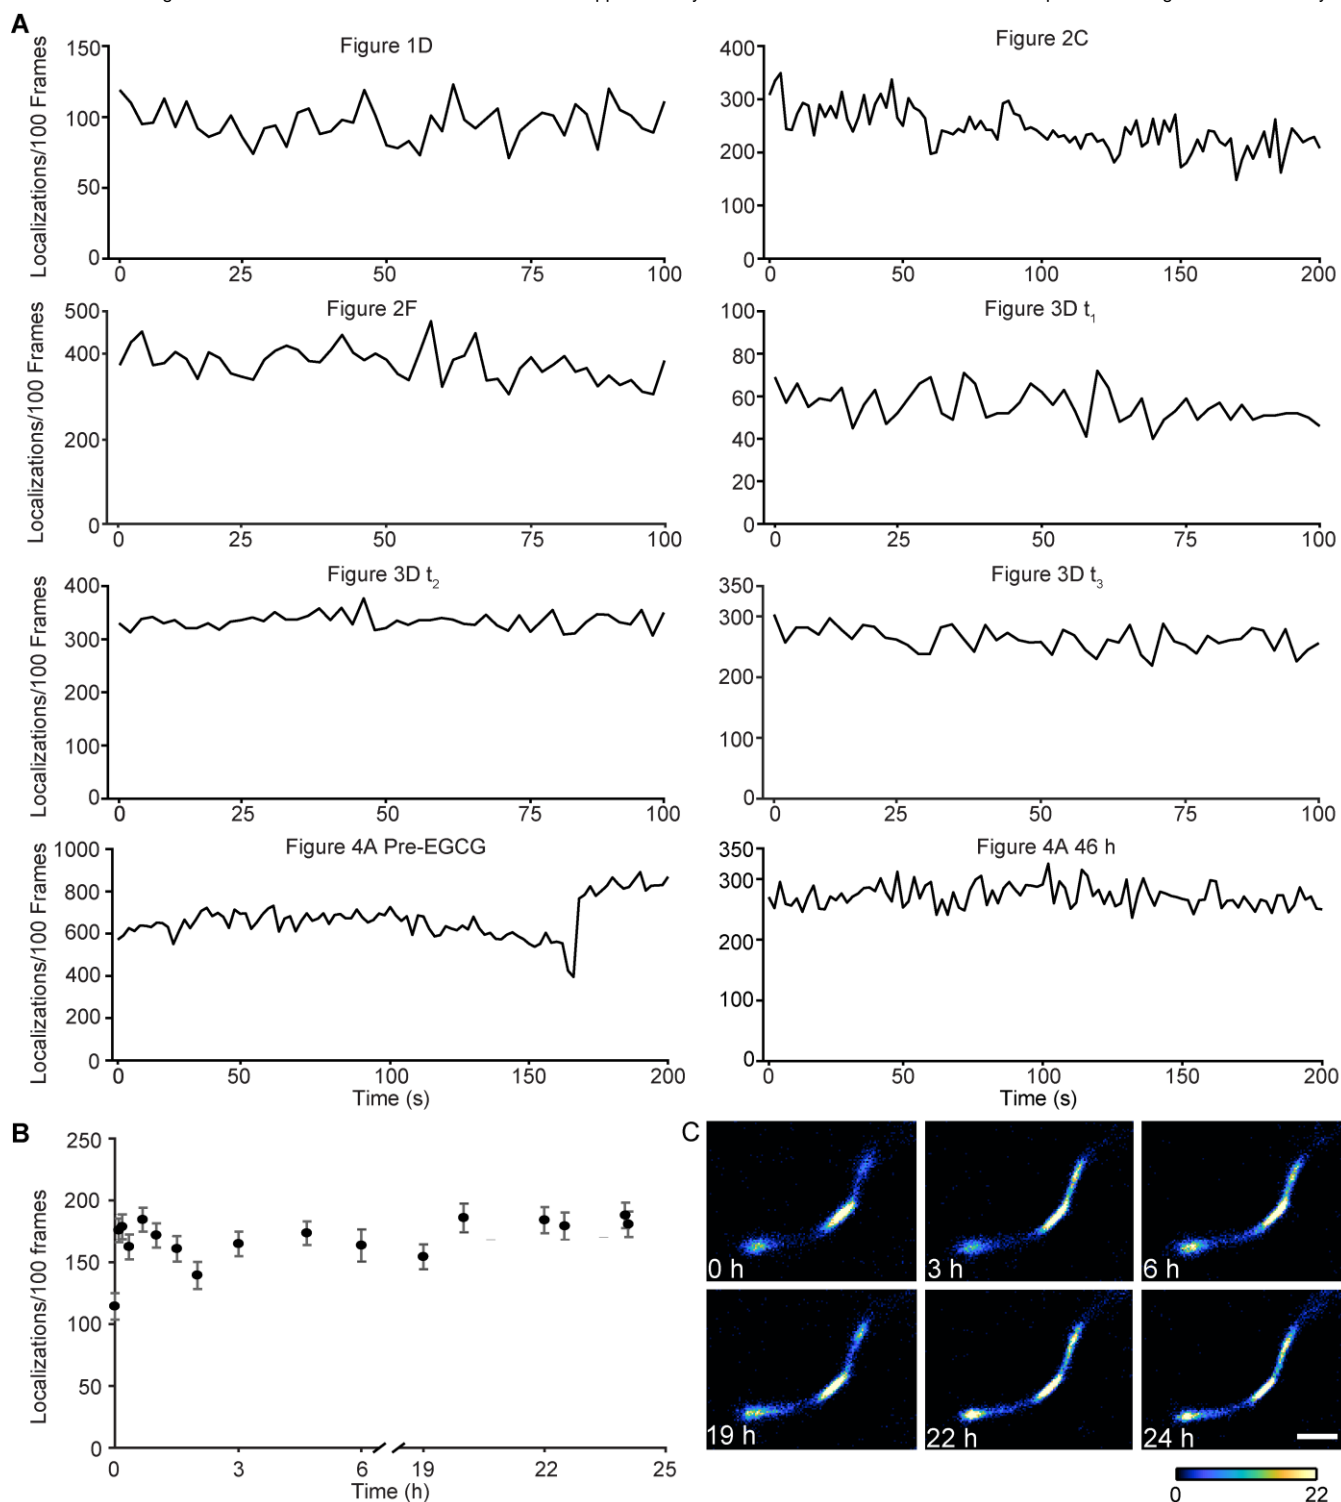 A
Figure 1D
Localizations/100 Frames
150
100
50
0
0 25 50 75 100
Figure 2C
400
300
200
100
0
0 50 100 150 200
Figure 2F
Localizations/100 Frames
500
400
200
0
0 25 50 75 100
Figure 3D t1
100
80
60
40
20
0
0 25 50 75 100
Figure 3D t2
Localizations/100 Frames
400
300
200
100
0
0 25 50 75 100
Figure 3D t3
350
300
200
100
0
0 25 50 75 100
Figure 4A Pre-EGCG
Localizations/100 Frames
1000
800
600
400
200
0
0 50 100 150 200
Time (s)
Figure 4A 46 h
350
300
200
100
0
0 50 100 150 200
Time (s)
B
Localizations/100 frames
250
200
150
100
50
0
0 3 6 19 22 25
Time (h)
C
0 h
3 h
6 h
19 h
22 h
24 h
0 22